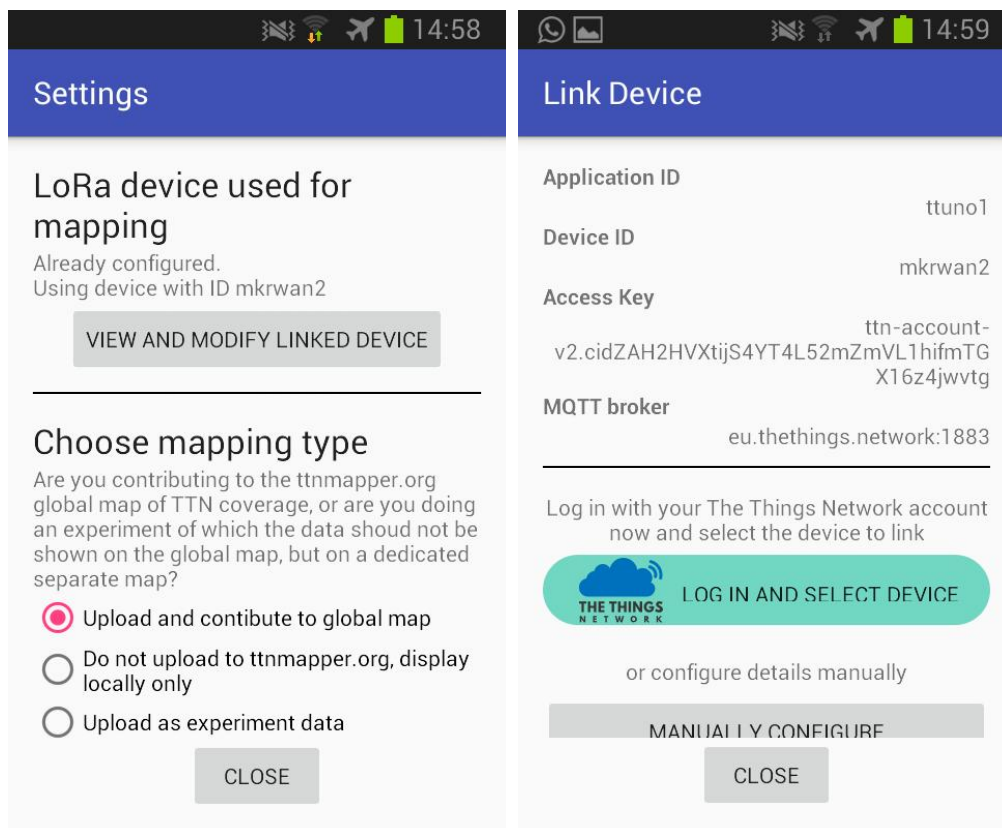 14:58
Settings
LoRa device used for
mapping
Already configured.
Using device with ID mkrwan2
VIEW AND MODIFY LINKED DEVICE
Choose mapping type
Are you contributing to the ttnmapper.org
global map of TTN coverage, or are you doing
an experiment of which the data shoud not be
shown on the global map, but on a dedicated
separate map?
Upload and contibute to global map
Do not upload to ttnmapper.org, display
locally only
Upload as experiment data
CLOSE
14:59
Link Device
Application ID
ttuno1
Device ID
mkrwan2
Access Key
ttn-account-
v2.cidZAH2HVXtijS4YT4L52mZmVL1hifmTG
X16z4jwvtg
MQTT broker
eu.thethings.network:1883
Log in with your The Things Network account
now and select the device to link
THE THINGS
NETWORK
LOG IN AND SELECT DEVICE
or configure details manually
MANUALLY CONFIGURE
CLOSE